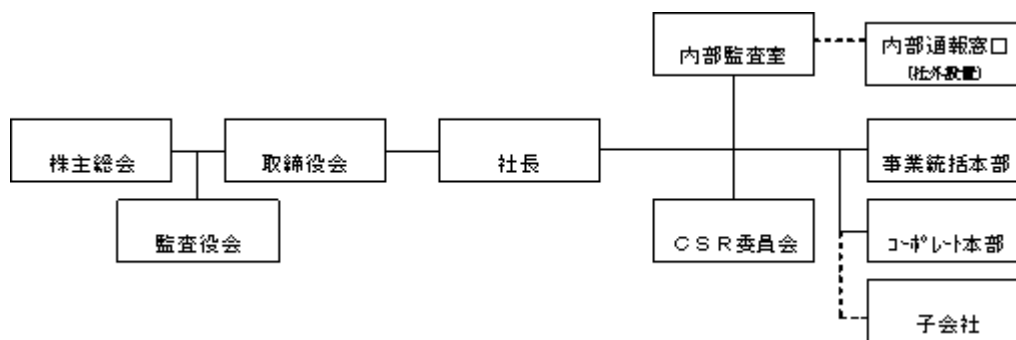 内部監査室
内部通報窓口
(社外設置)
株主総会
取締役会
社長
事業統括本部
監査役会
ＣＳＲ委員会
ｺｰﾎﾟﾚｰﾄ本部
子会社